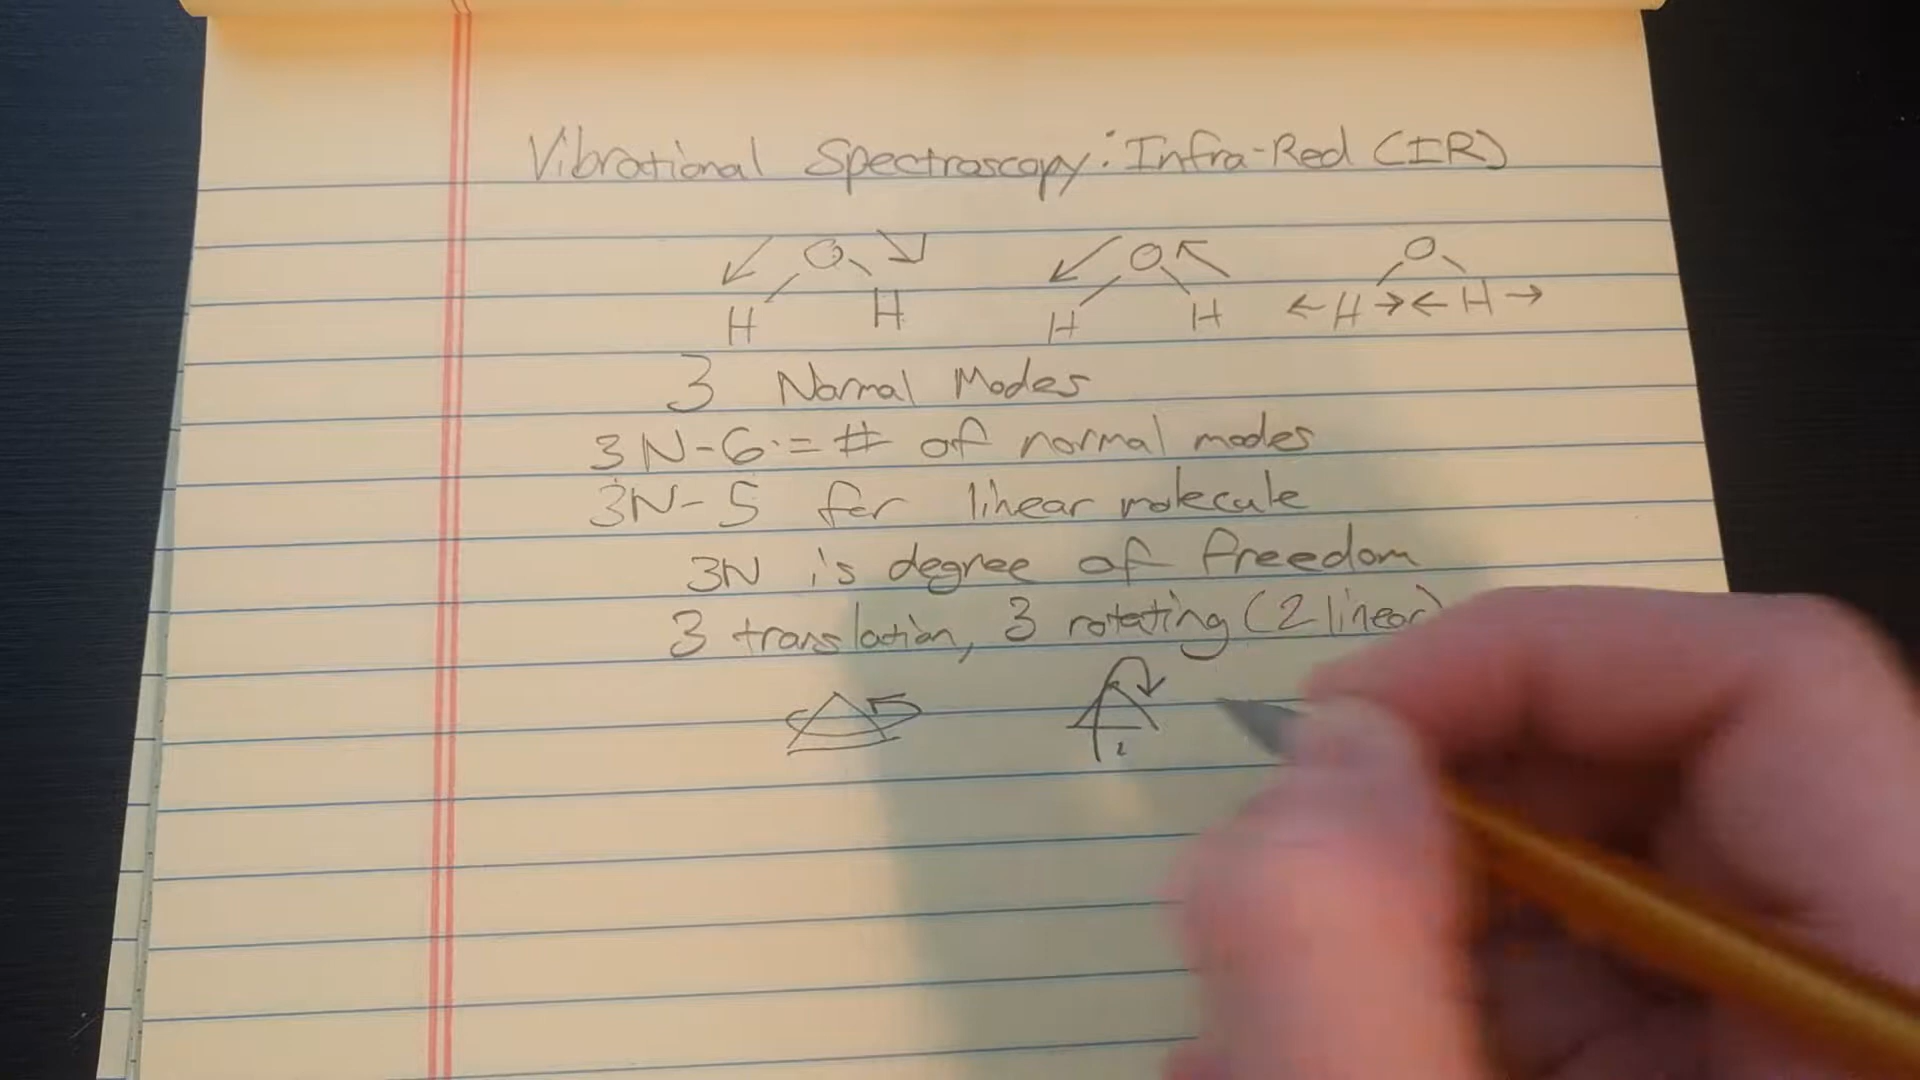 Vibrational Spectroscopy: Infra-Red (IR)
O O O
H H H H ← H → ← H →
3 Normal Modes
3N-6 = # of normal modes
3N-5 for linear molecule
3N is degree of freedom
3 translation, 3 rotating (2 linear)